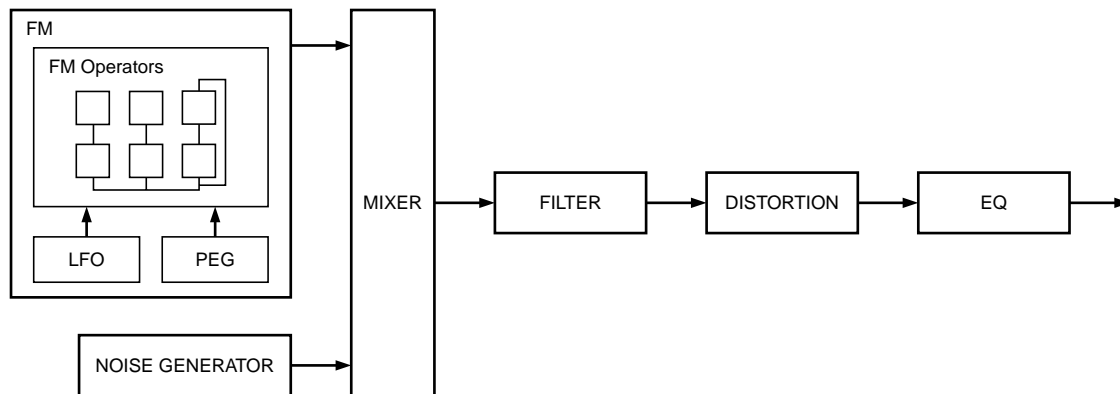 FM
FM Operators
LFO
PEG
NOISE GENERATOR
MIXER
FILTER
DISTORTION
EQ